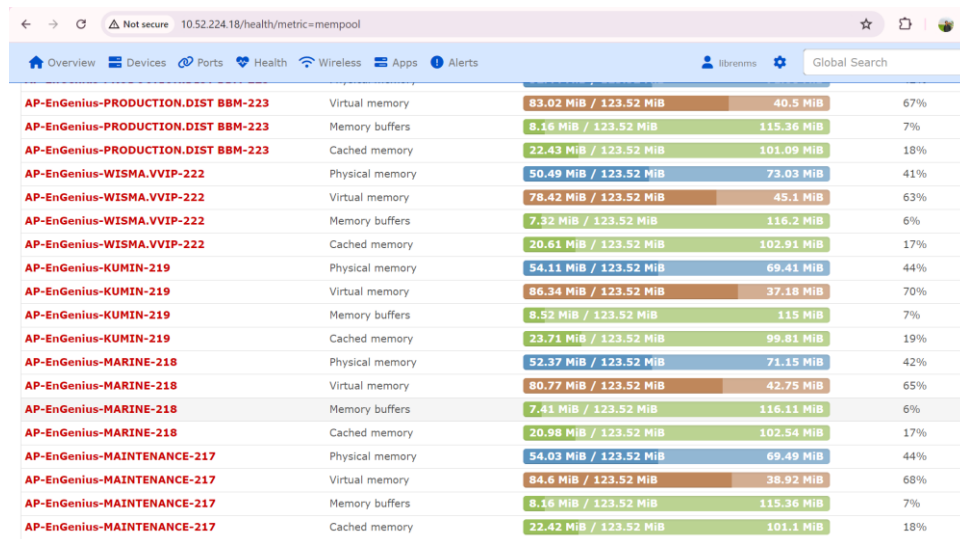 Not secure 10.52.224.18/health/metric=mempool
Overview Devices Ports Health Wireless Apps Alerts librenms Global Search
AP-EnGenius-PRODUCTION.DIST BBM-223 Virtual memory 83.02 MiB / 123.52 MiB 40.5 MiB 67%
AP-EnGenius-PRODUCTION.DIST BBM-223 Memory buffers 8.16 MiB / 123.52 MiB 115.36 MiB 7%
AP-EnGenius-PRODUCTION.DIST BBM-223 Cached memory 22.43 MiB / 123.52 MiB 101.09 MiB 18%
AP-EnGenius-WISMA.VVIP-222 Physical memory 50.49 MiB / 123.52 MiB 73.03 MiB 41%
AP-EnGenius-WISMA.VVIP-222 Virtual memory 78.42 MiB / 123.52 MiB 45.1 MiB 63%
AP-EnGenius-WISMA.VVIP-222 Memory buffers 7.32 MiB / 123.52 MiB 116.2 MiB 6%
AP-EnGenius-WISMA.VVIP-222 Cached memory 20.61 MiB / 123.52 MiB 102.91 MiB 17%
AP-EnGenius-KUMIN-219 Physical memory 54.11 MiB / 123.52 MiB 69.41 MiB 44%
AP-EnGenius-KUMIN-219 Virtual memory 86.34 MiB / 123.52 MiB 37.18 MiB 70%
AP-EnGenius-KUMIN-219 Memory buffers 8.52 MiB / 123.52 MiB 115 MiB 7%
AP-EnGenius-KUMIN-219 Cached memory 23.71 MiB / 123.52 MiB 99.81 MiB 19%
AP-EnGenius-MARINE-218 Physical memory 52.37 MiB / 123.52 MiB 71.15 MiB 42%
AP-EnGenius-MARINE-218 Virtual memory 80.77 MiB / 123.52 MiB 42.75 MiB 65%
AP-EnGenius-MARINE-218 Memory buffers 7.41 MiB / 123.52 MiB 116.11 MiB 6%
AP-EnGenius-MARINE-218 Cached memory 20.98 MiB / 123.52 MiB 102.54 MiB 17%
AP-EnGenius-MAINTENANCE-217 Physical memory 54.03 MiB / 123.52 MiB 69.49 MiB 44%
AP-EnGenius-MAINTENANCE-217 Virtual memory 84.6 MiB / 123.52 MiB 38.92 MiB 68%
AP-EnGenius-MAINTENANCE-217 Memory buffers 8.16 MiB / 123.52 MiB 115.36 MiB 7%
AP-EnGenius-MAINTENANCE-217 Cached memory 22.42 MiB / 123.52 MiB 101.1 MiB 18%